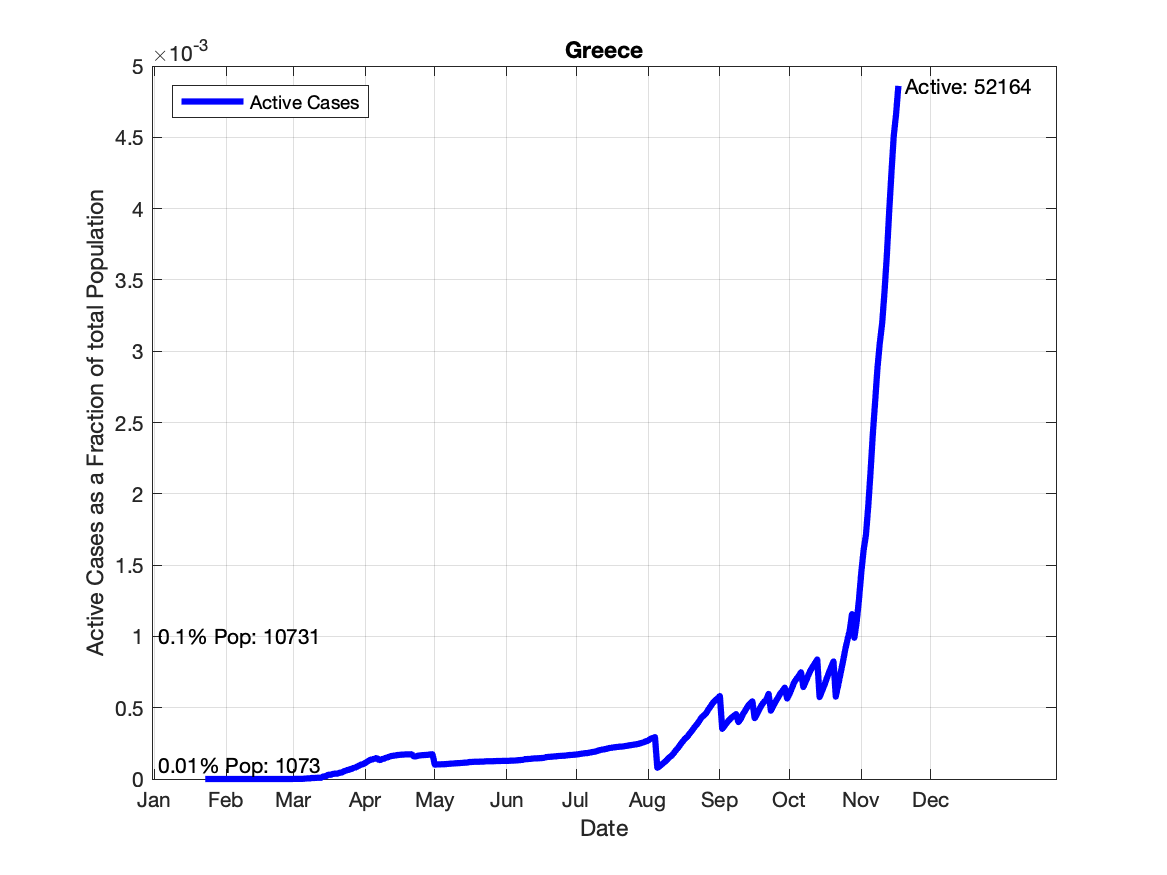 Greece
×10-3
5
4.5
4
3.5
3
2.5
2
1.5
1
0.5
0
Active Cases as a Fraction of total Population
Active Cases
Active: 52164
0.1% Pop: 10731
0.01% Pop: 1073
Jan Feb Mar Apr May Jun Jul Aug Sep Oct Nov Dec
Date